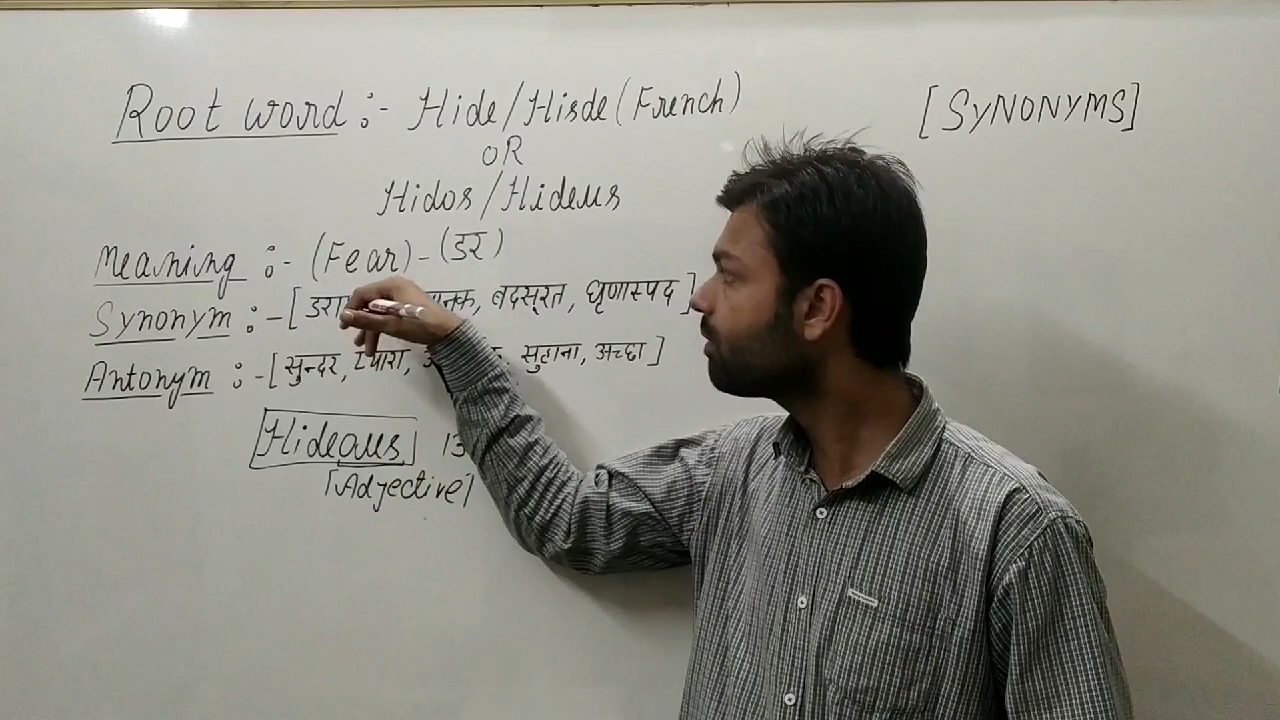 Root word :- Hide/Hisde (French)
[SYNONYMS]
OR
Hidos/Hideus
Meaning :- (Fear) - (डर)
Synonym :- [ बदसूरत, घृणास्पद ]
Antonym :- [ सुन्दर, प्यारा, सुहाना, अच्छा ]
Hideous
[Adjective]